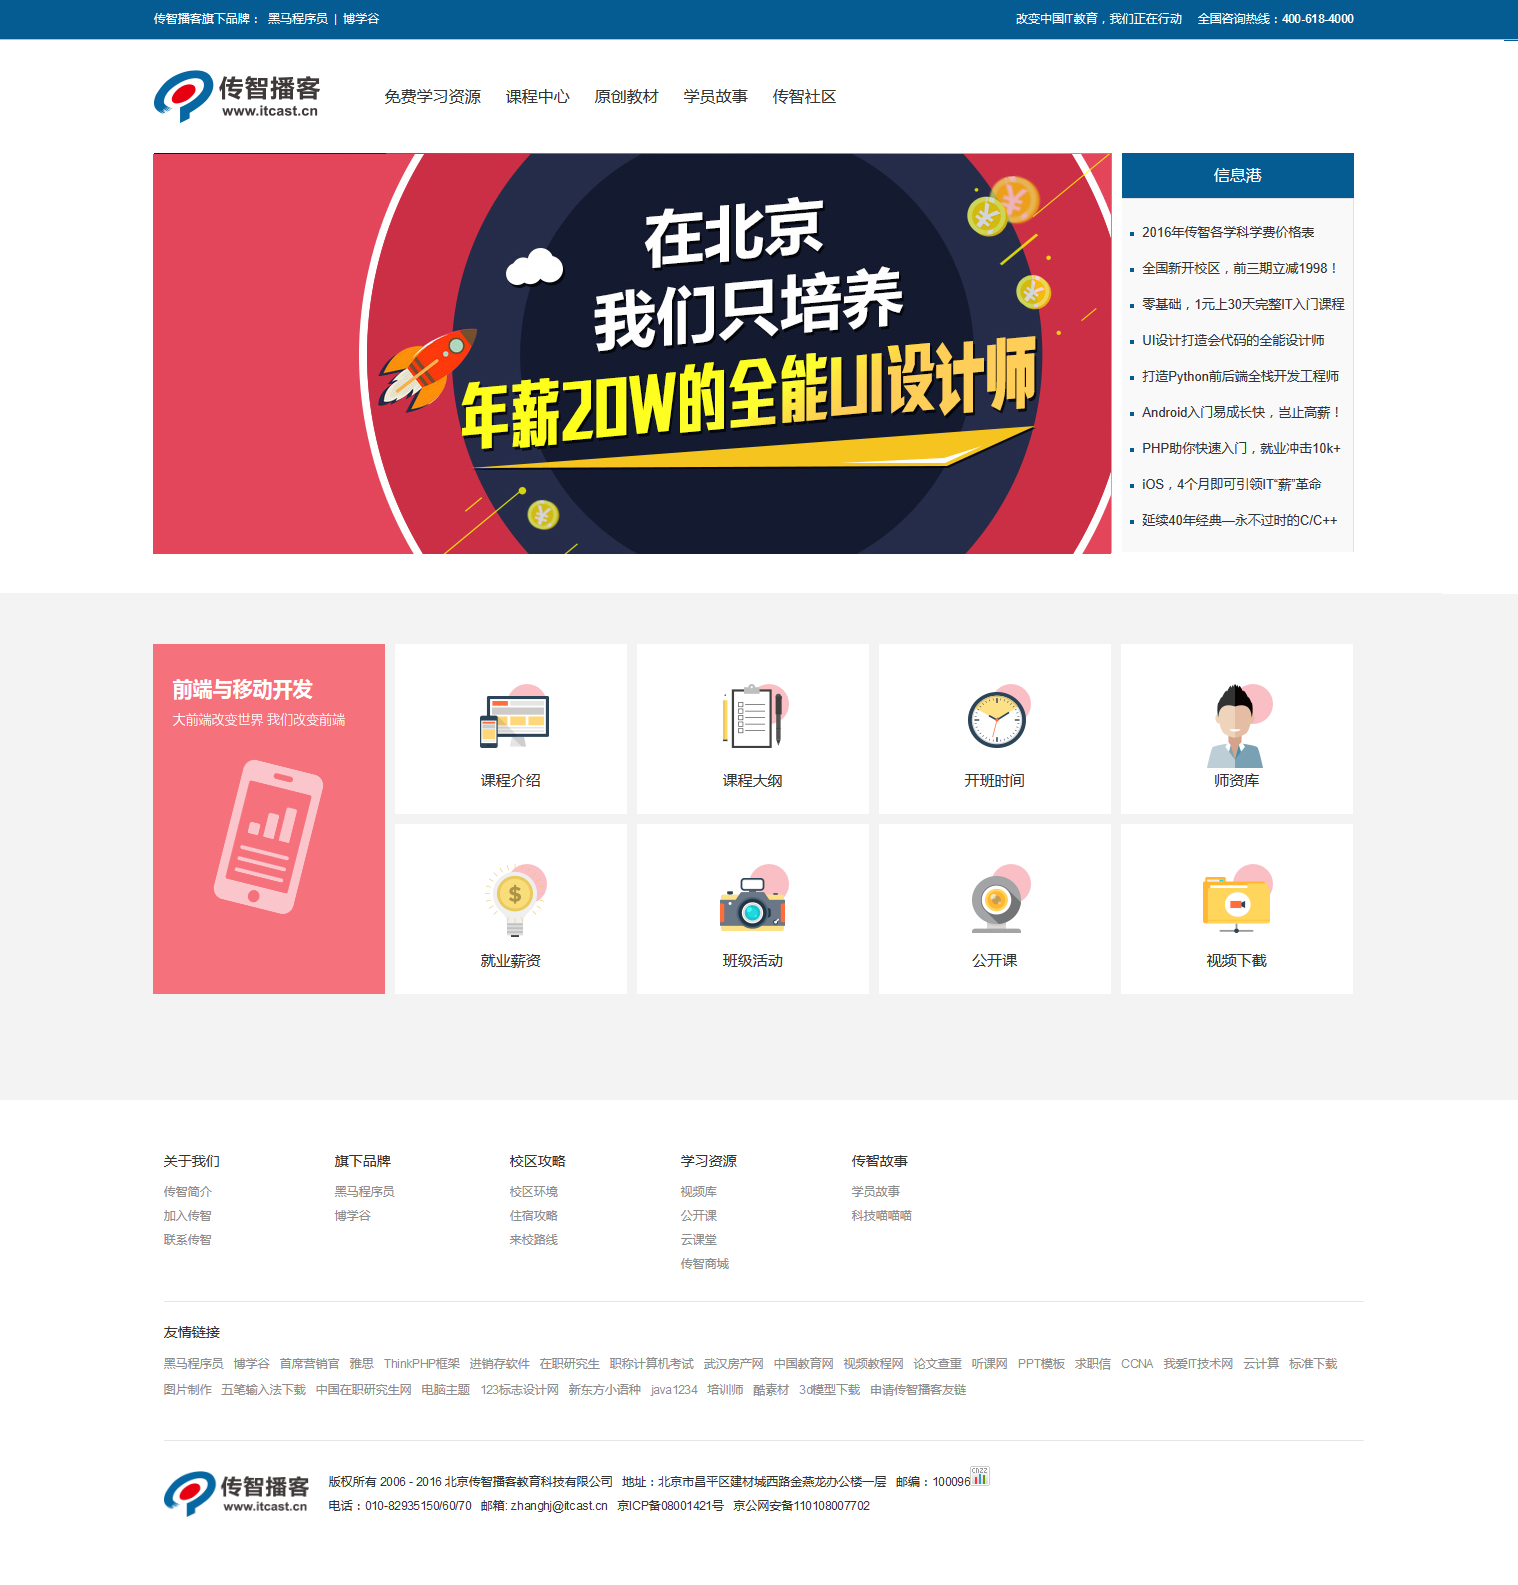 传智播客旗下品牌： 黑马程序员 | 博学谷
改变中国IT教育，我们正在行动 全国咨询热线：400-618-4000
传智播客
www.itcast.cn
免费学习资源 课程中心 原创教材 学员故事 传智社区
在北京
我们只培养
年薪20W的全能UI设计师
信息港
2016年传智各学科学费价格表
全国新开校区，前三期立减1998！
零基础，1元上30天完整IT入门课程
UI设计打造会代码的全能设计师
打造Python前后端全栈开发工程师
Android入门易成长快，岂止高薪！
PHP助你快速入门，就业冲击10k+
iOS，4个月即可引领IT“薪”革命
延续40年经典—永不过时的C/C++
前端与移动开发
大前端改变世界 我们改变前端
课程介绍 课程大纲 开班时间 师资库
就业薪资 班级活动 公开课 视频下截
关于我们 旗下品牌 校区攻略 学习资源 传智故事
传智简介 黑马程序员 校区环境 视频库 学员故事
加入传智 博学谷 住宿攻略 公开课 科技喵喵喵
联系传智 来校路线 云课堂
传智商城
友情链接
黑马程序员 博学谷 首席营销官 雅思 ThinkPHP框架 进销存软件 在职研究生 职称计算机考试 武汉房产网 中国教育网 视频教程网 论文查重 听课网 PPT模板 求职信 CCNA 我爱IT技术网 云计算 标准下载
图片制作 五笔输入法下载 中国在职研究生网 电脑主题 123标志设计网 新东方小语种 java1234 培训师 酷素材 3d模型下载 申请传智播客友链
传智播客
www.itcast.cn
版权所有 2006 - 2016 北京传智播客教育科技有限公司 地址：北京市昌平区建材城西路金燕龙办公楼一层 邮编：100096
CNZZ
电话：010-82935150/60/70 邮箱: zhanghj@itcast.cn 京ICP备08001421号 京公网安备110108007702